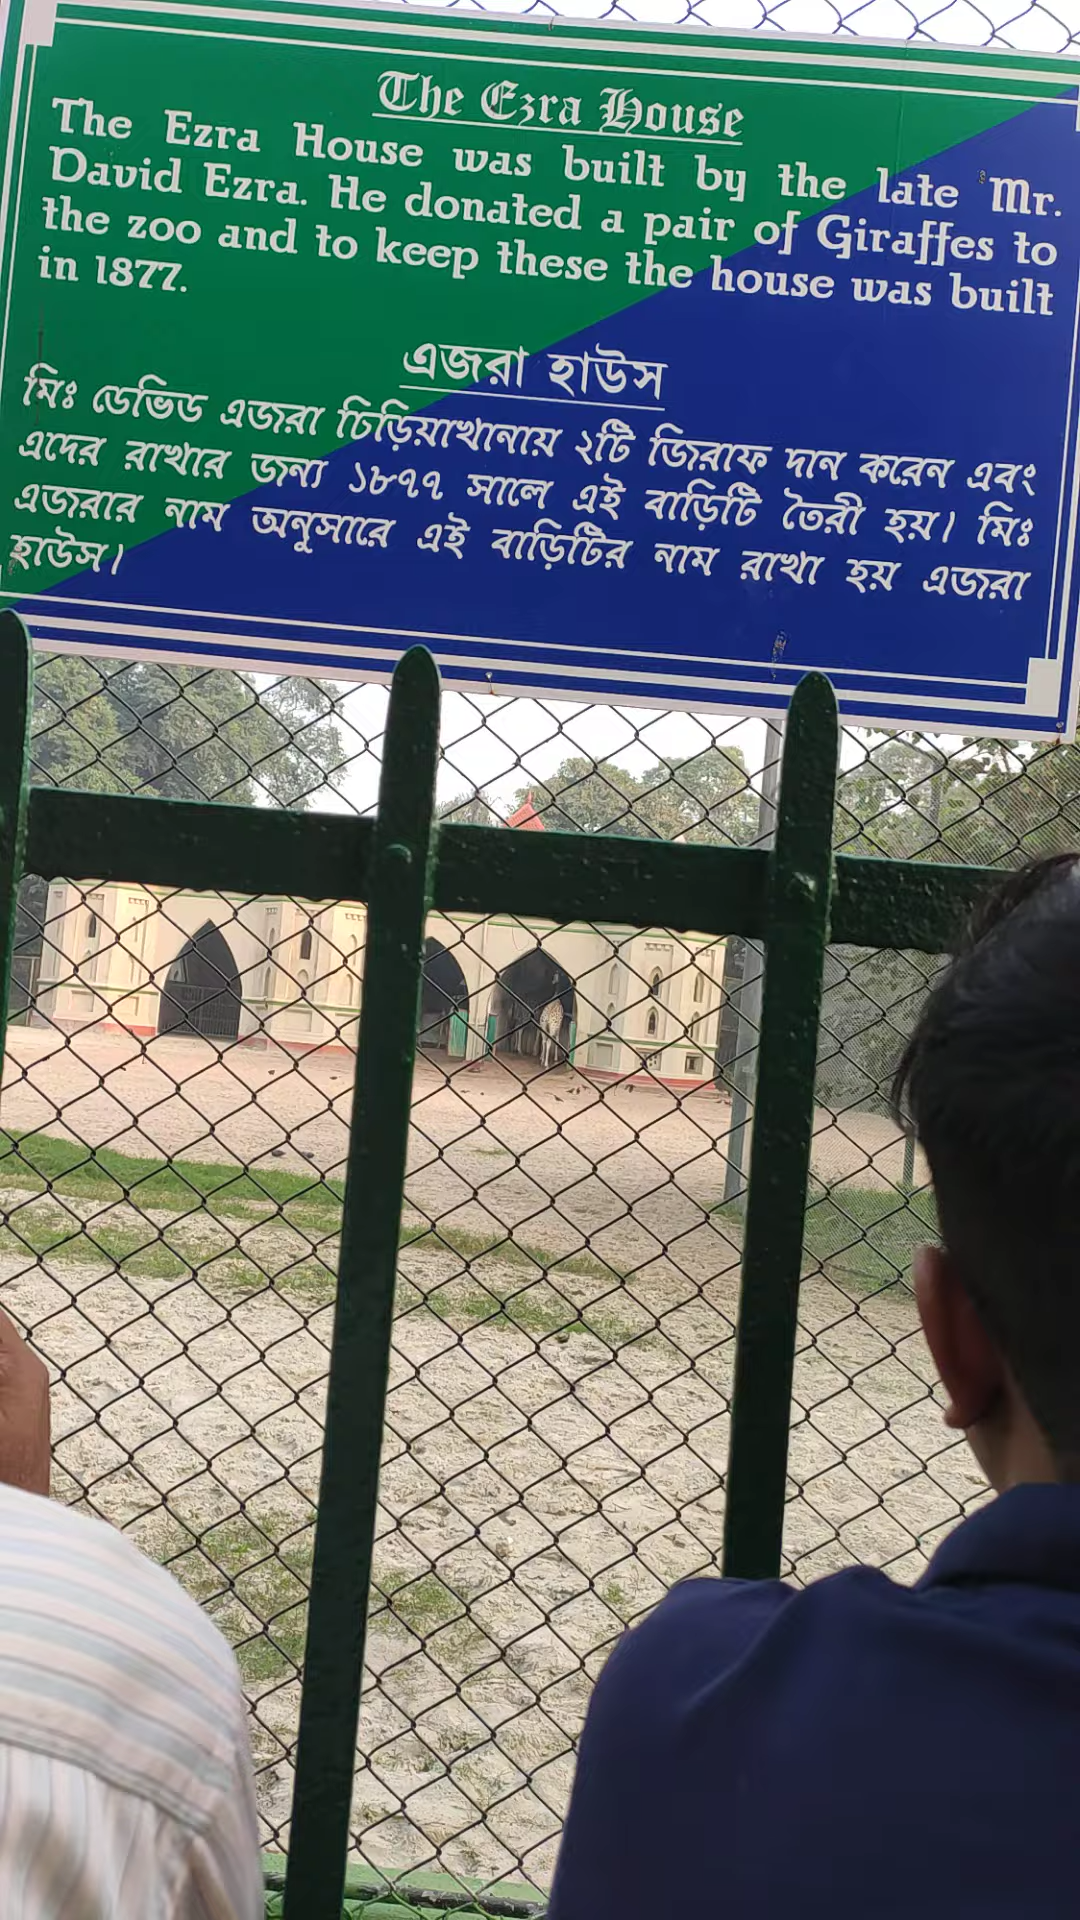 The Ezra House
The Ezra House was built by the late Mr.
David Ezra. He donated a pair of Giraffes to
the zoo and to keep these the house was built
in 1877.
এজরা হাউস
মিঃ ডেভিড এজরা চিড়িয়াখানায় ২টি জিরাফ দান করেন এবং
এদের রাখার জন্য ১৮৭৭ সালে এই বাড়িটি তৈরী হয়। মিঃ
এজরার নাম অনুসারে এই বাড়িটির নাম রাখা হয় এজরা
হাউস।